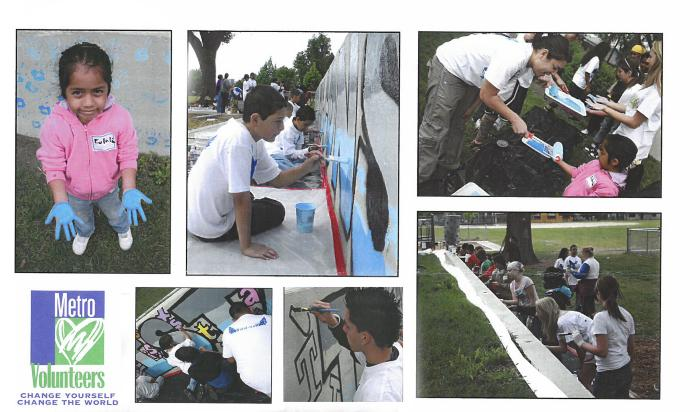 Metro
Volunteers
CHANGE YOURSELF
CHANGE THE WORLD